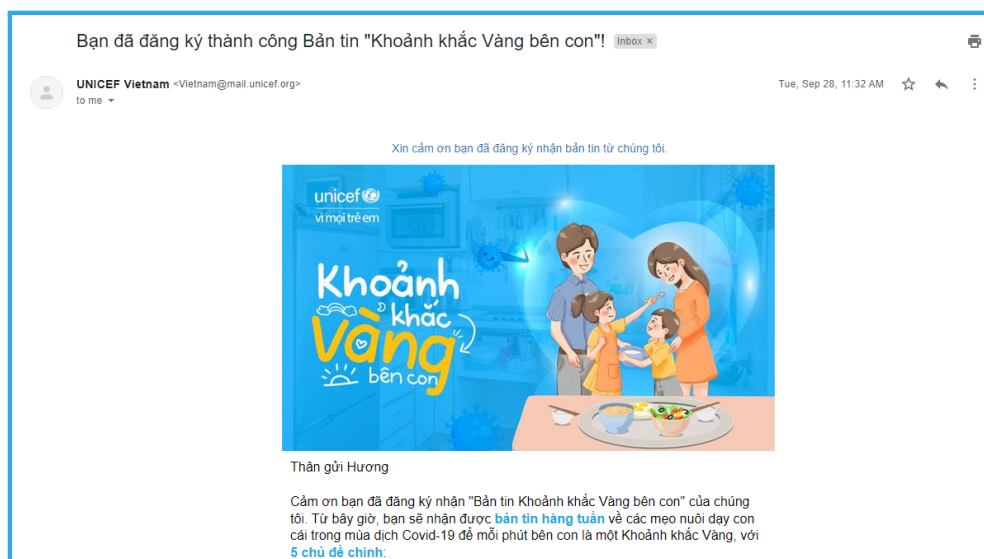 Bạn đã đăng ký thành công Bản tin "Khoảnh khắc Vàng bên con"! Inbox ×
UNICEF Vietnam <Vietnam@mail.unicef.org>
Tue, Sep 28, 11:32 AM
to me
Xin cảm ơn bạn đã đăng ký nhận bản tin từ chúng tôi.
unicef
vì mọi trẻ em
Khoảnh
khắc
Vàng
bên con
Thân gửi Hương
Cảm ơn bạn đã đăng ký nhận "Bản tin Khoảnh khắc Vàng bên con" của chúng
tôi. Từ bây giờ, bạn sẽ nhận được bản tin hàng tuần về các mẹo nuôi dạy con
cái trong mùa dịch Covid-19 để mỗi phút bên con là một Khoảnh khắc Vàng, với
5 chủ đề chính: